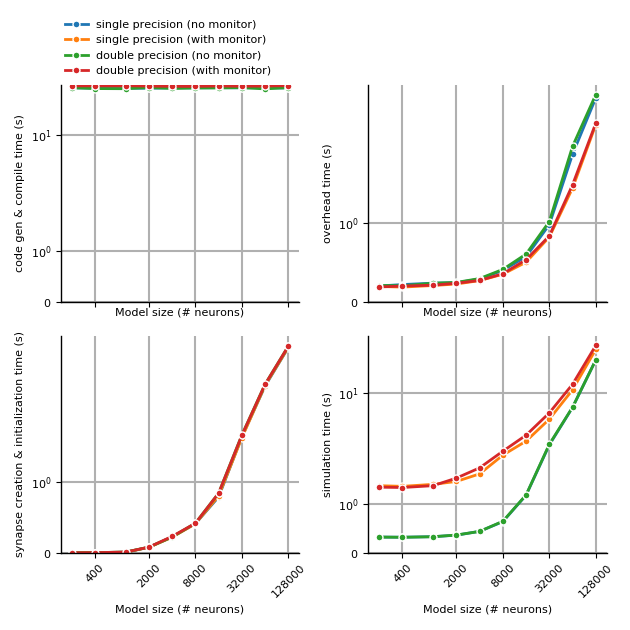 single precision (no monitor)
single precision (with monitor)
double precision (no monitor)
double precision (with monitor)
code gen & compile time (s)
10¹
10⁰
0
Model size (# neurons)
overhead time (s)
10⁰
0
Model size (# neurons)
synapse creation & initialization time (s)
10⁰
0
400
2000
8000
32000
128000
Model size (# neurons)
simulation time (s)
10¹
10⁰
0
400
2000
8000
32000
128000
Model size (# neurons)